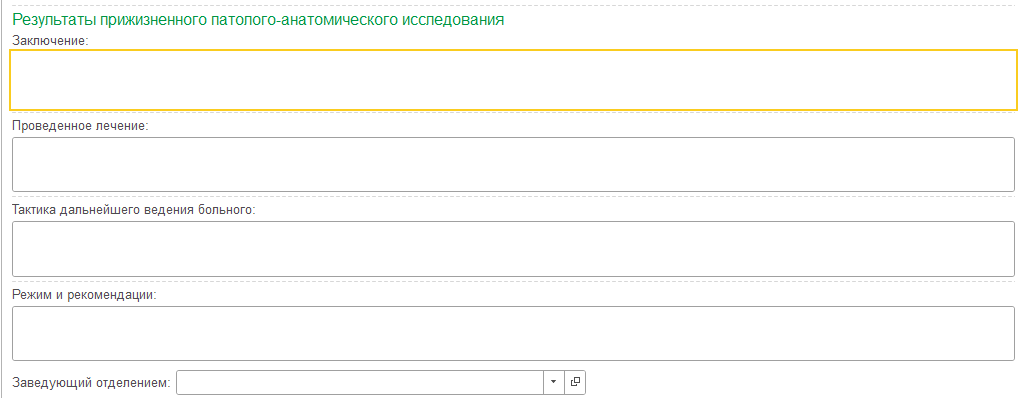 Результаты прижизненного патолого-анатомического исследования
Заключение:
Проведенное лечение:
Тактика дальнейшего ведения больного:
Режим и рекомендации:
Заведующий отделением: